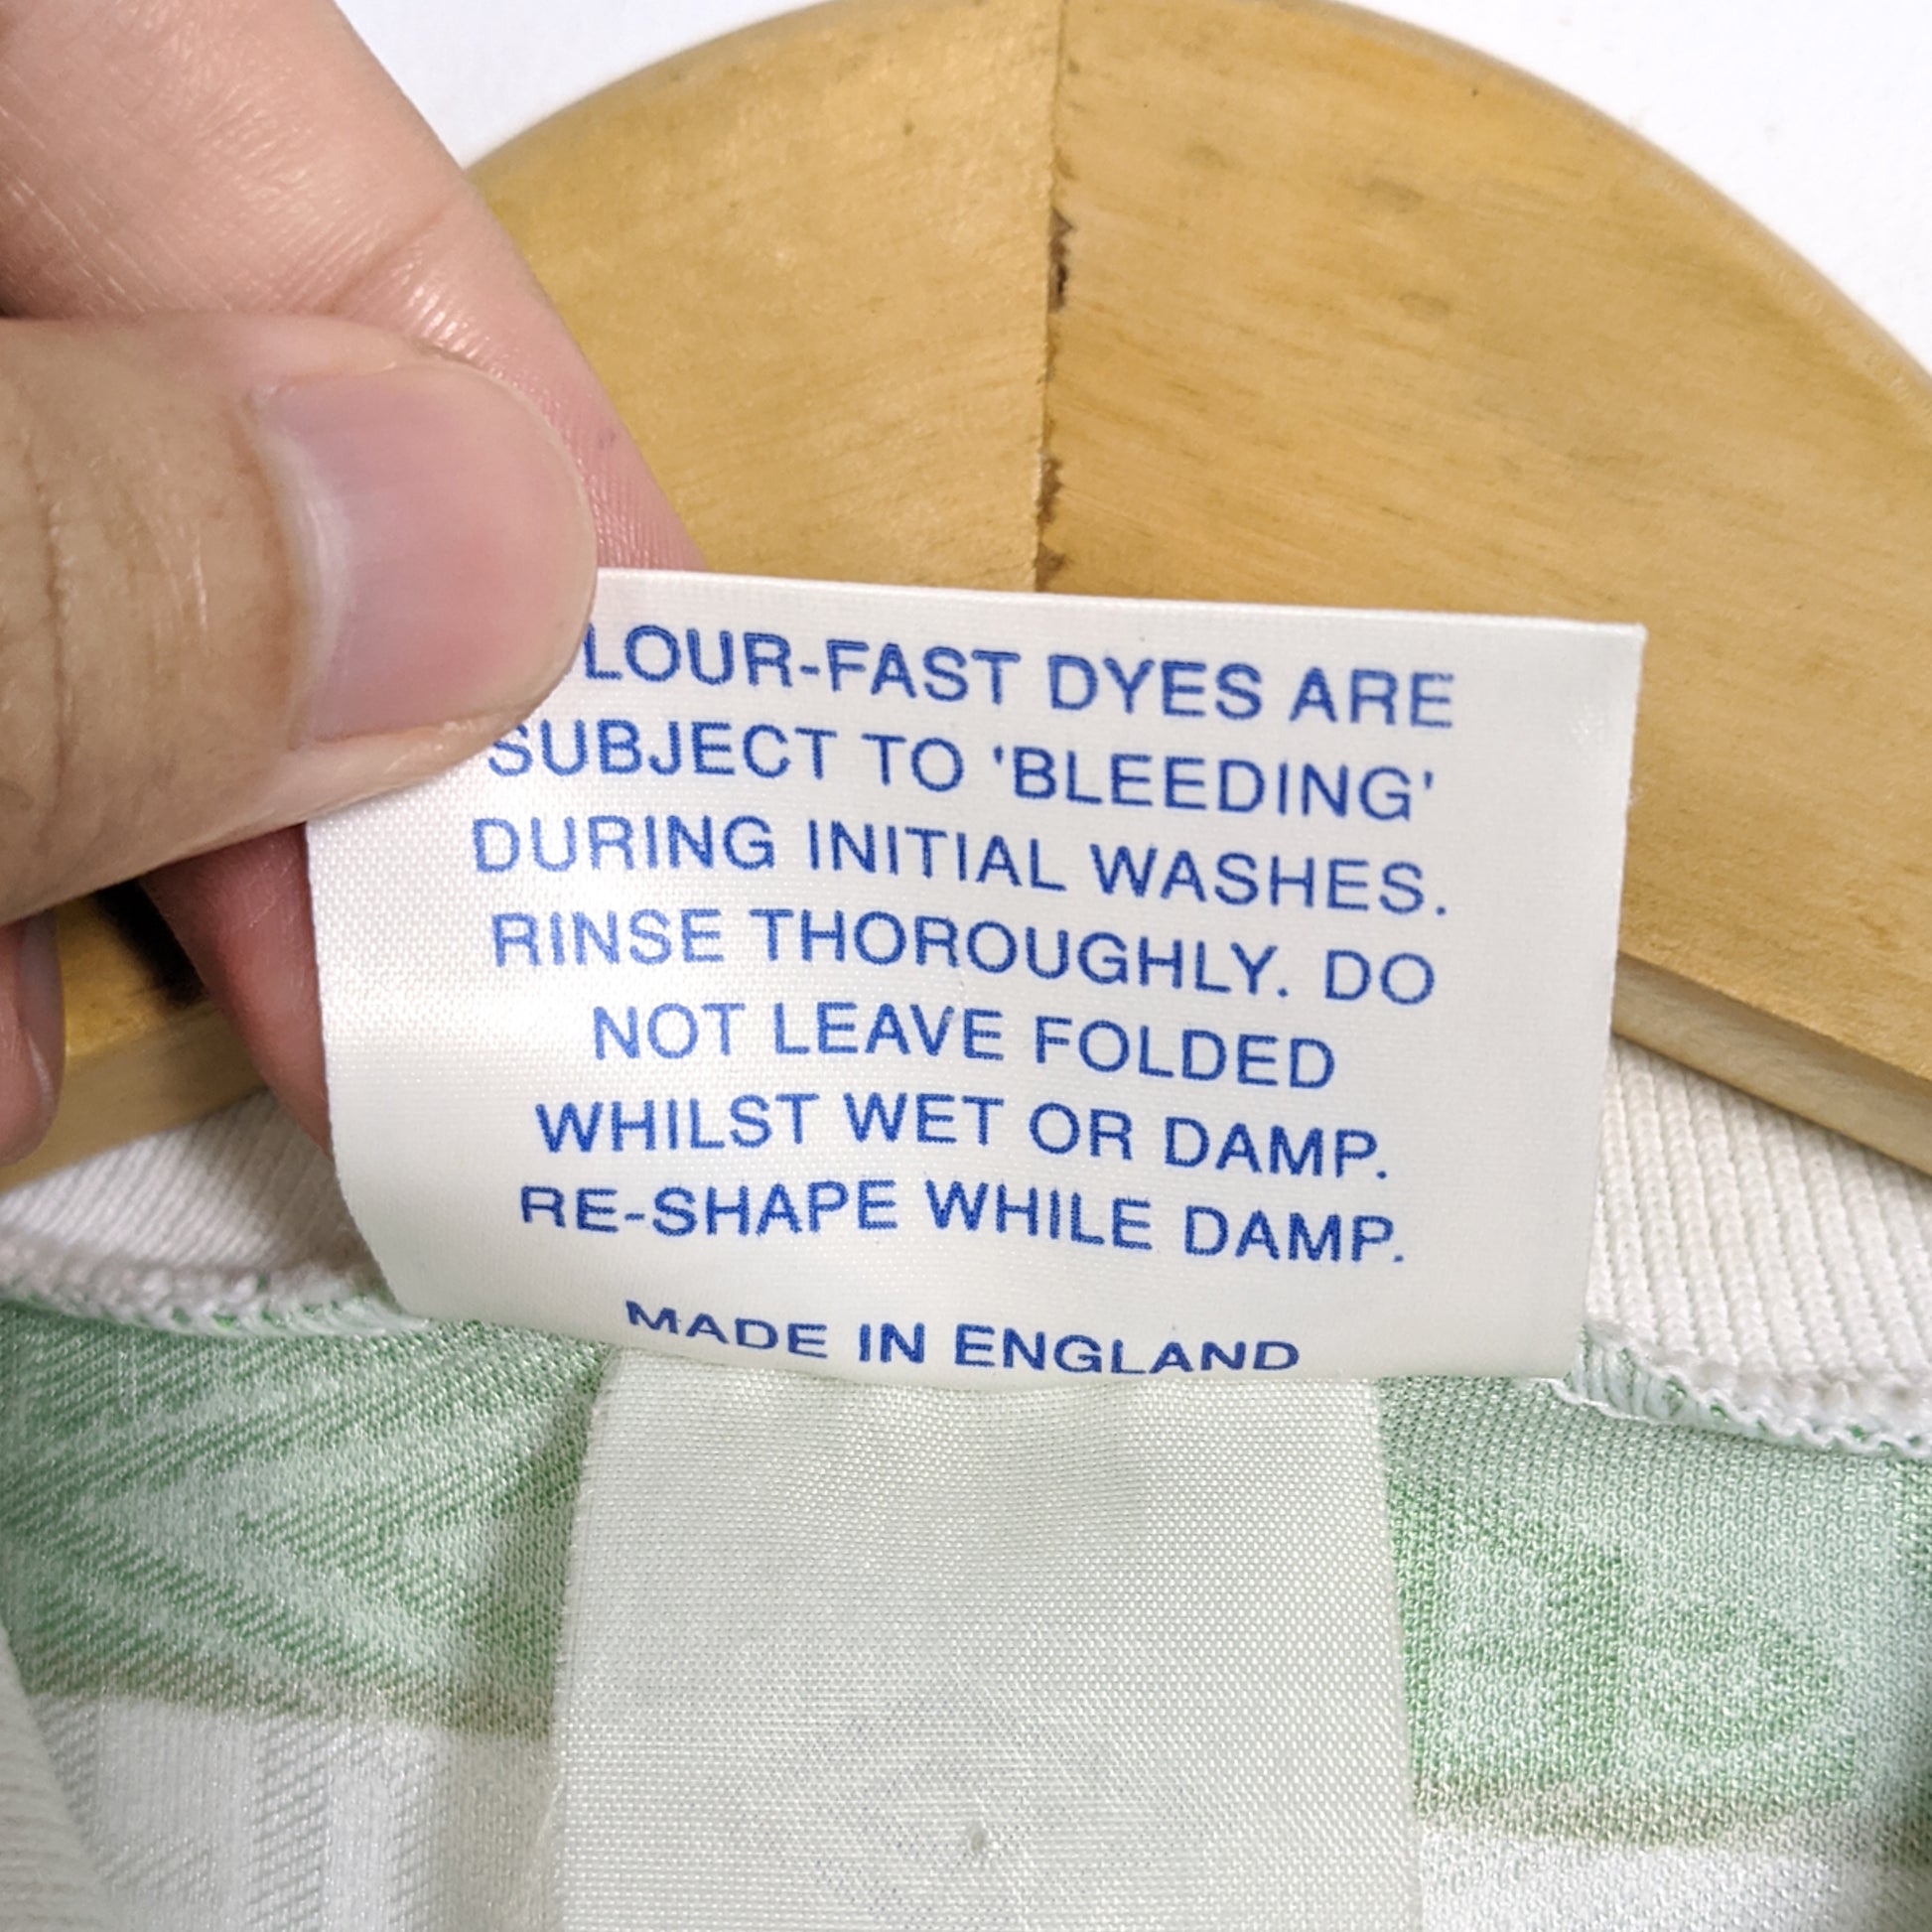 LOUR-FAST DYES ARE
SUBJECT TO 'BLEEDING'
DURING INITIAL WASHES.
RINSE THOROUGHLY. DO
NOT LEAVE FOLDED
WHILST WET OR DAMP.
RE-SHAPE WHILE DAMP.
MADE IN ENGLAND